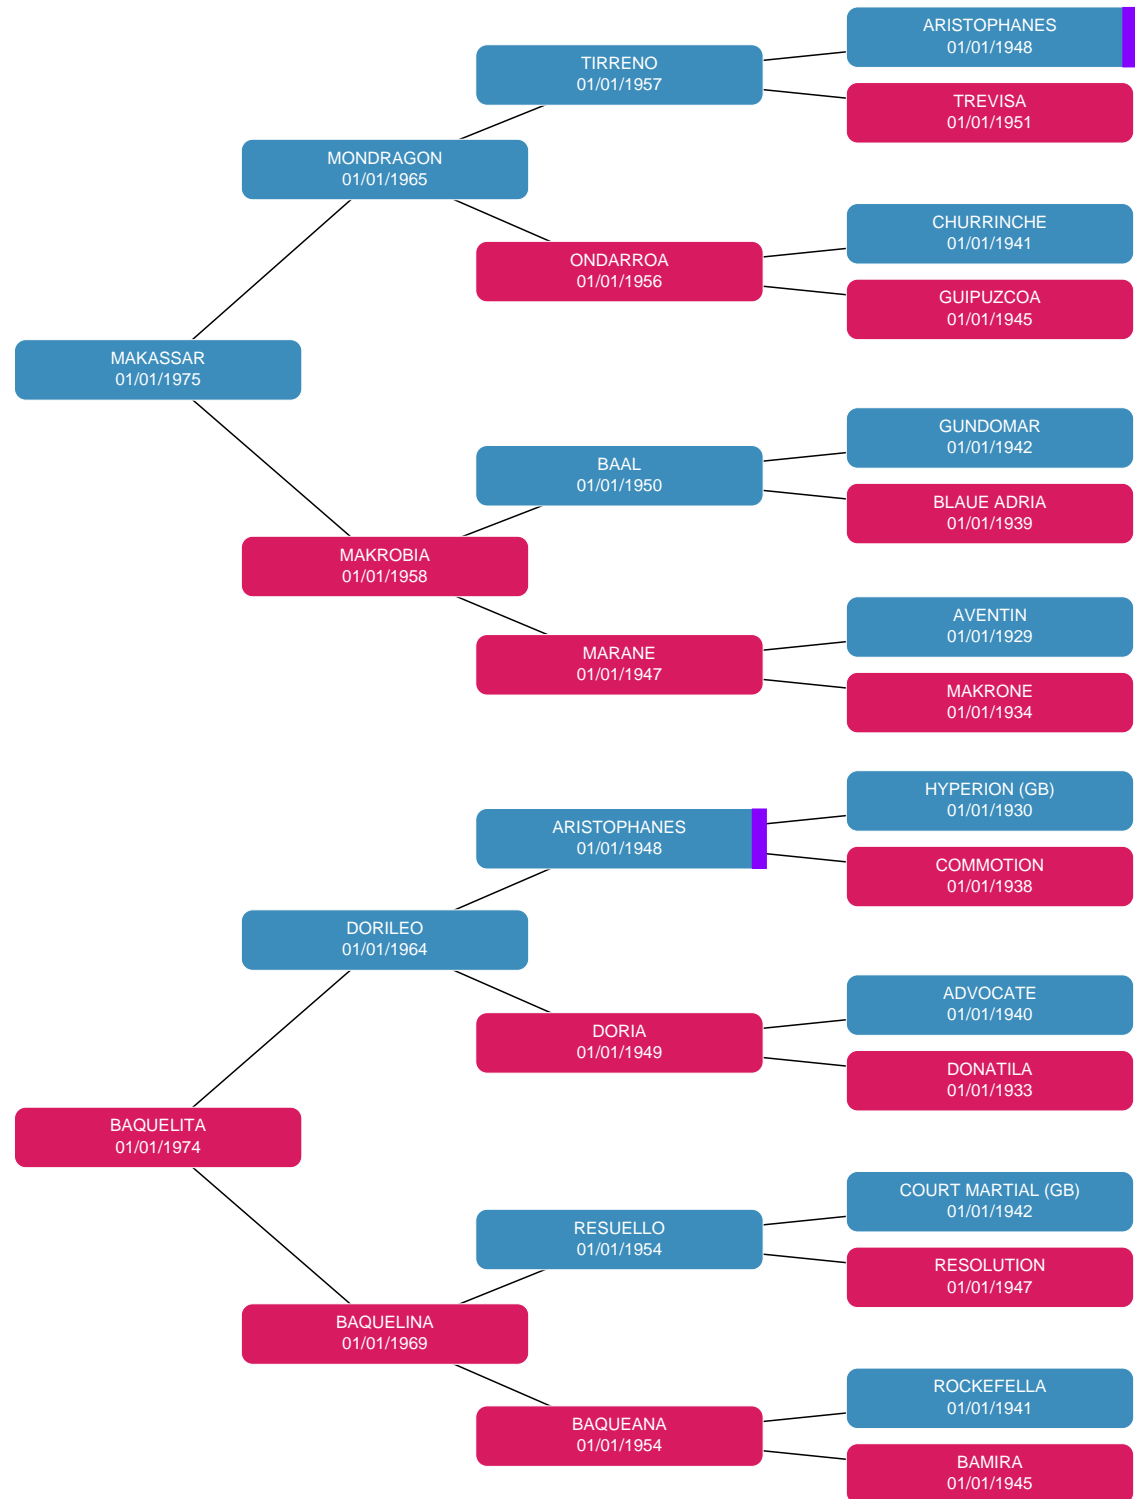 ARISTOPHANES
01/01/1948
TIRRENO
01/01/1957
TREVISA
01/01/1951
MONDRAGON
01/01/1965
CHURRINCHE
01/01/1941
ONDARROA
01/01/1956
GUIPUZCOA
01/01/1945
MAKASSAR
01/01/1975
GUNDOMAR
01/01/1942
BAAL
01/01/1950
BLAUE ADRIA
01/01/1939
MAKROBIA
01/01/1958
AVENTIN
01/01/1929
MARANE
01/01/1947
MAKRONE
01/01/1934
HYPERION (GB)
01/01/1930
ARISTOPHANES
01/01/1948
COMMOTION
01/01/1938
DORILEO
01/01/1964
ADVOCATE
01/01/1940
DORIA
01/01/1949
DONATILA
01/01/1933
BAQUELITA
01/01/1974
COURT MARTIAL (GB)
01/01/1942
RESUELLO
01/01/1954
RESOLUTION
01/01/1947
BAQUELINA
01/01/1969
ROCKEFELLA
01/01/1941
BAQUEANA
01/01/1954
BAMIRA
01/01/1945